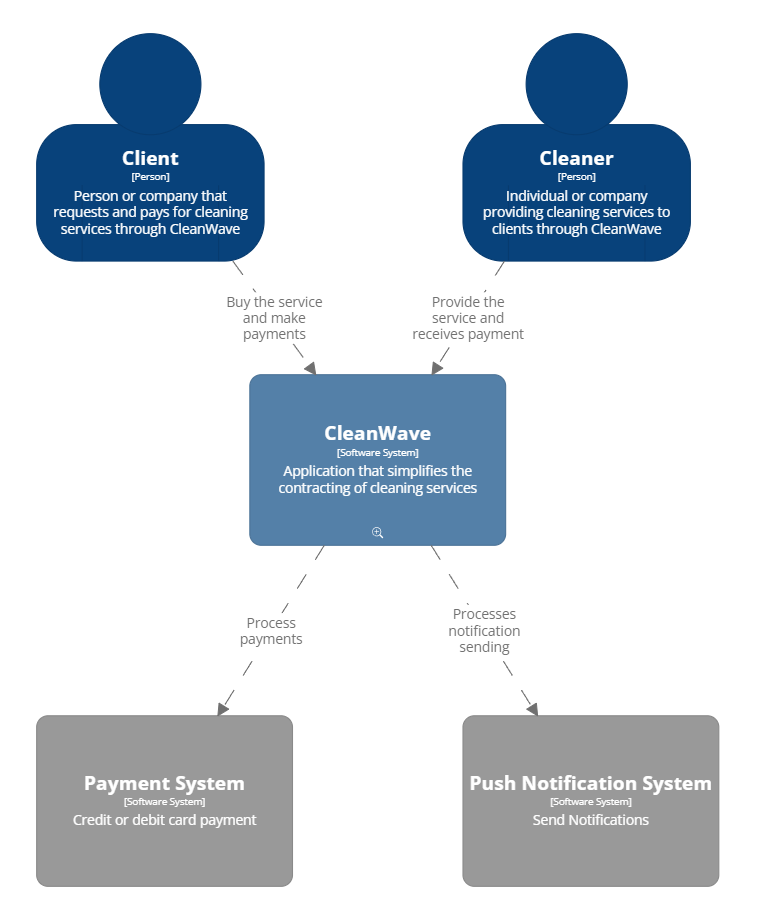 Client
[Person]
Person or company that
requests and pays for cleaning
services through CleanWave
Cleaner
[Person]
Individual or company
providing cleaning services to
clients through CleanWave
Buy the service
and make
payments
Provide the
service and
receives payment
CleanWave
[Software System]
Application that simplifies the
contracting of cleaning services
Process
payments
Processes
notification
sending
Payment System
[Software System]
Credit or debit card payment
Push Notification System
[Software System]
Send Notifications